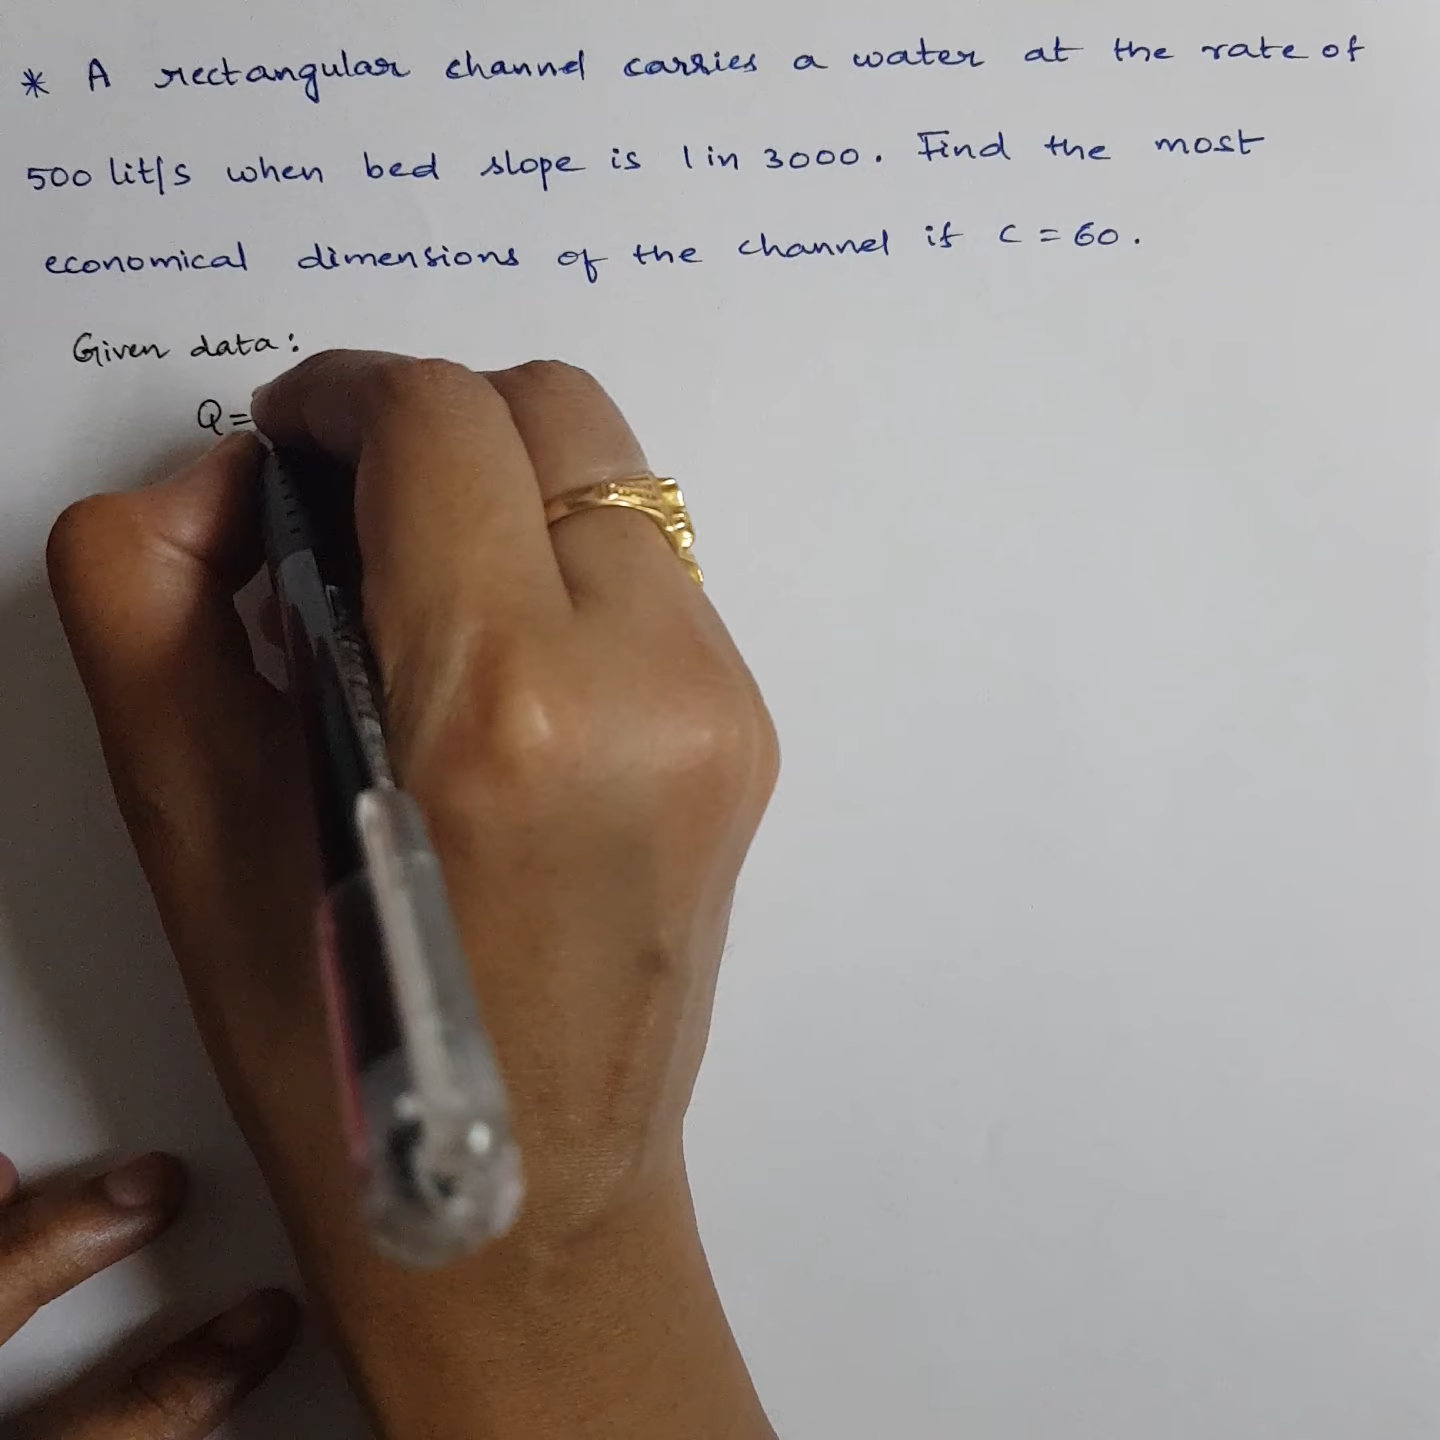 * A rectangular channel carries a water at the rate of
500 lit/s when bed slope is 1 in 3000. Find the most
economical dimensions of the channel if C = 60.
Given data:
Q =